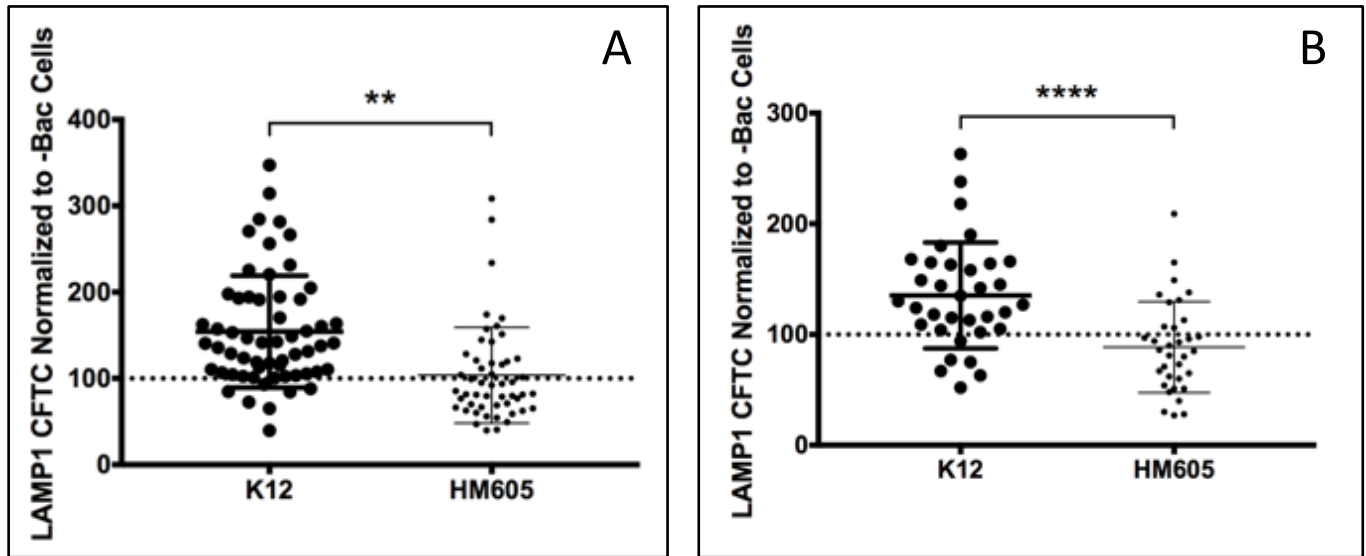 A
LAMP1 CFTC Normalized to -Bac Cells
**
400
300
200
100
0
K12
HM605
B
LAMP1 CFTC Normalized to -Bac Cells
****
300
200
100
0
K12
HM605